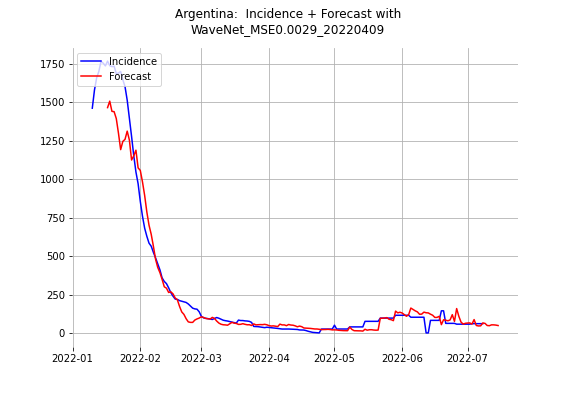 Argentina:  Incidence + Forecast with
WaveNet_MSE0.0029_20220409
Incidence
Forecast
1750
1500
1250
1000
750
500
250
0
2022-01 2022-02 2022-03 2022-04 2022-05 2022-06 2022-07